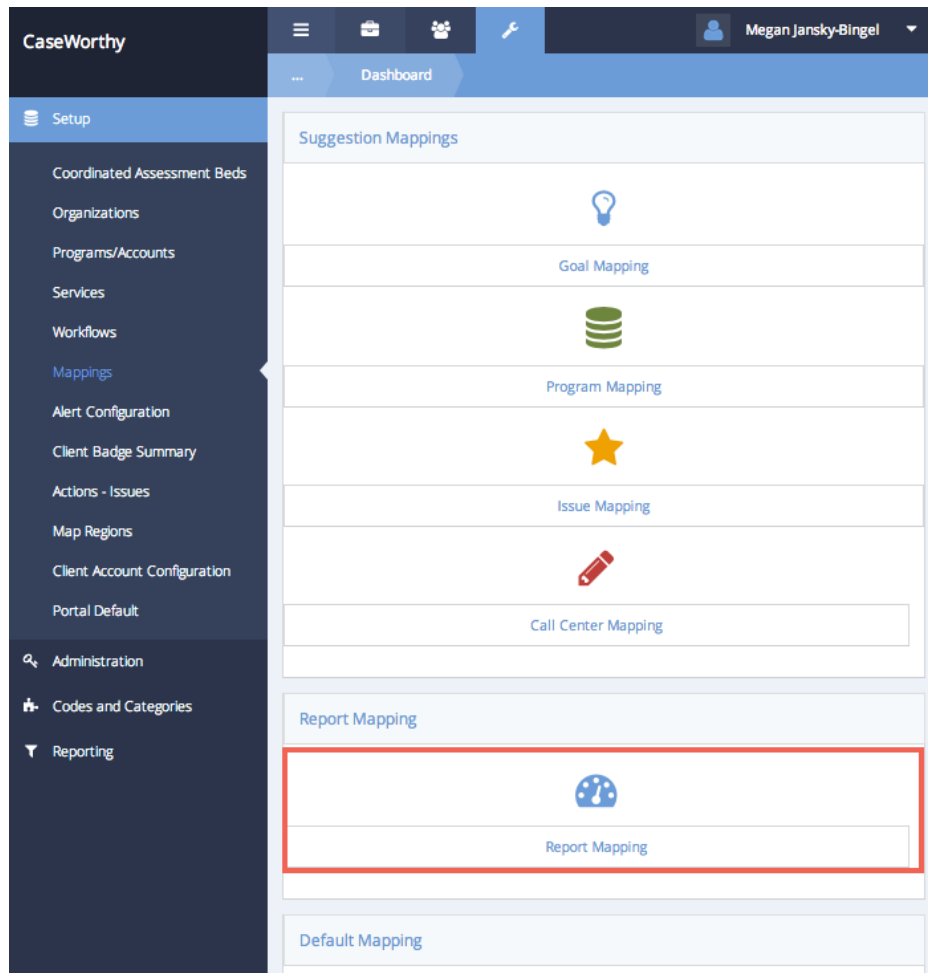 CaseWorthy
Megan Jansky-Bingel
... Dashboard
Setup
Coordinated Assessment Beds
Organizations
Programs/Accounts
Services
Workflows
Mappings
Alert Configuration
Client Badge Summary
Actions - Issues
Map Regions
Client Account Configuration
Portal Default
Administration
Codes and Categories
Reporting
Suggestion Mappings
Goal Mapping
Program Mapping
Issue Mapping
Call Center Mapping
Report Mapping
Report Mapping
Default Mapping